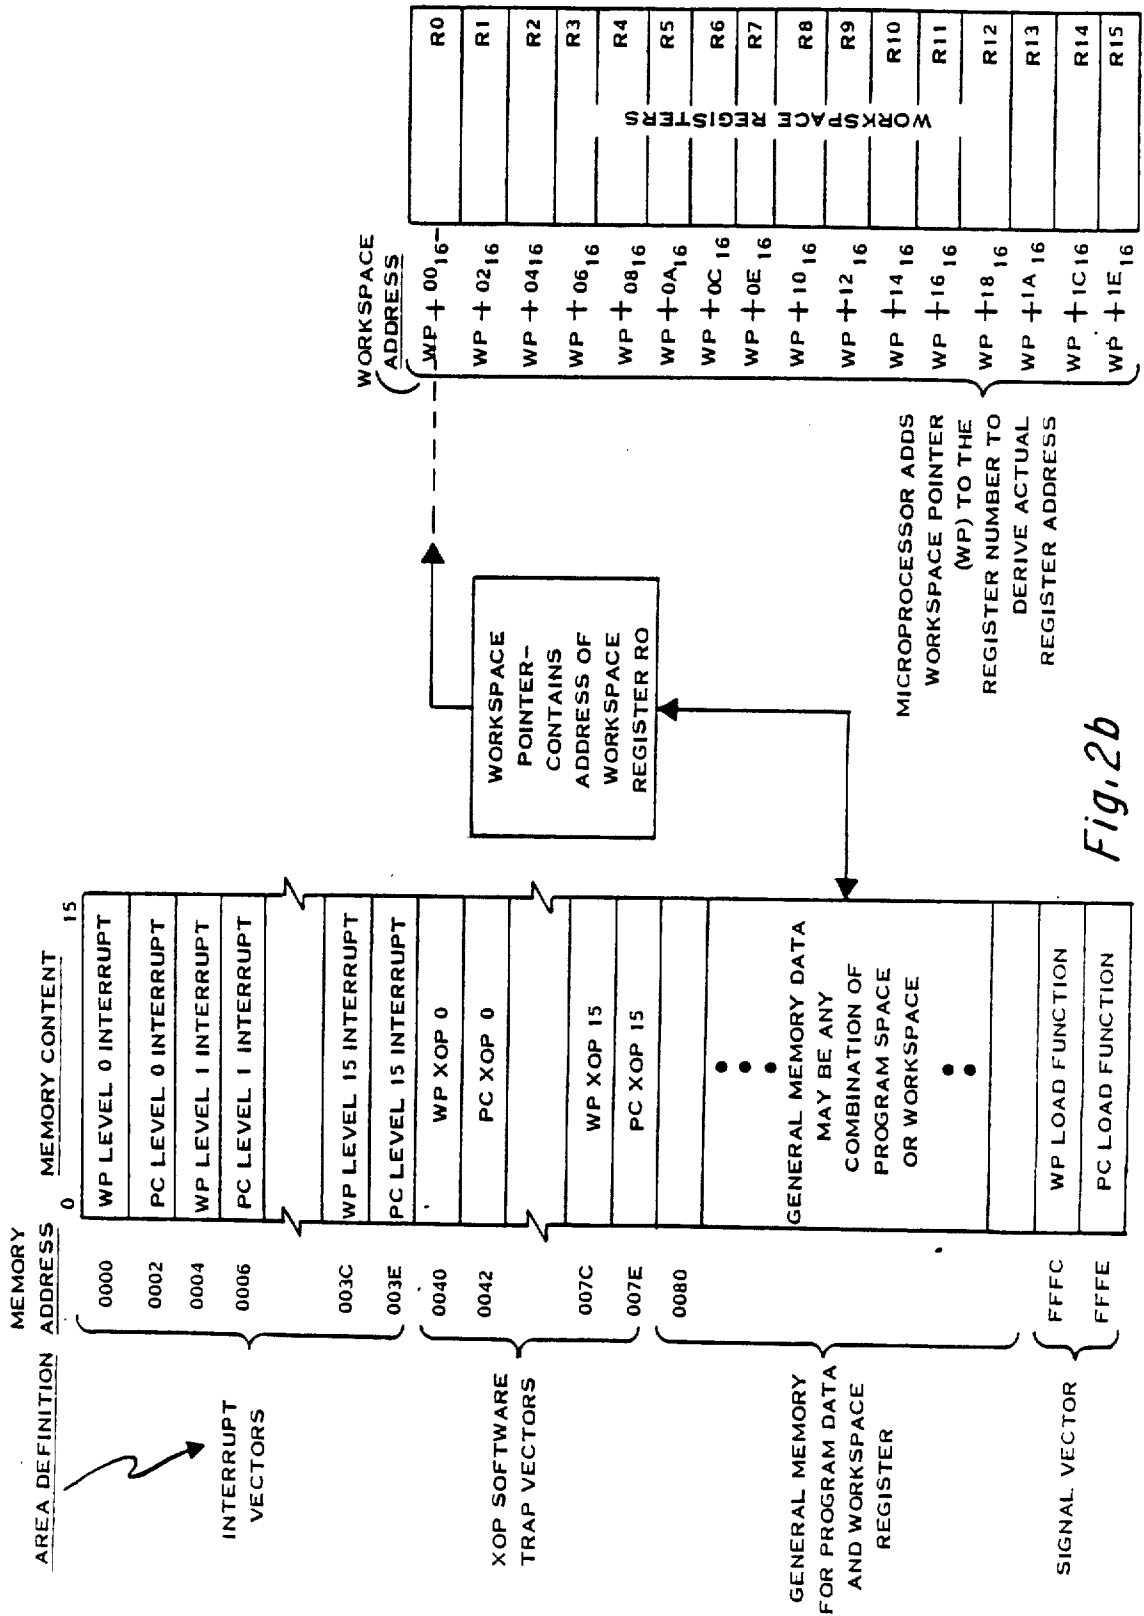 AREA DEFINITION
MEMORY
ADDRESS
MEMORY CONTENT
0
15
INTERRUPT
VECTORS
0000
WP LEVEL 0 INTERRUPT
0002
PC LEVEL 0 INTERRUPT
0004
WP LEVEL 1 INTERRUPT
0006
PC LEVEL 1 INTERRUPT
003C
WP LEVEL 15 INTERRUPT
003E
PC LEVEL 15 INTERRUPT
XOP SOFTWARE
TRAP VECTORS
0040
WP XOP 0
0042
PC XOP 0
007C
WP XOP 15
007E
PC XOP 15
GENERAL MEMORY
FOR PROGRAM DATA
AND WORKSPACE
REGISTER
0080
GENERAL MEMORY DATA
MAY BE ANY
COMBINATION OF
PROGRAM SPACE
OR WORKSPACE
SIGNAL VECTOR
FFFC
WP LOAD FUNCTION
FFFE
PC LOAD FUNCTION
WORKSPACE
POINTER-
CONTAINS
ADDRESS OF
WORKSPACE
REGISTER RO
WORKSPACE
ADDRESS
WP + 00₁₆ R0
WP + 02₁₆ R1
WP + 04₁₆ R2
WP + 06₁₆ R3
WP + 08₁₆ R4
WP + 0A₁₆ R5
WP + 0C₁₆ R6
WP + 0E₁₆ R7
WP + 10₁₆ R8
WP + 12₁₆ R9
WP + 14₁₆ R10
WP + 16₁₆ R11
WP + 18₁₆ R12
WP + 1A₁₆ R13
WP + 1C₁₆ R14
WP + 1E₁₆ R15
WORKSPACE REGISTERS
MICROPROCESSOR ADDS
WORKSPACE POINTER
(WP) TO THE
REGISTER NUMBER TO
DERIVE ACTUAL
REGISTER ADDRESS
Fig. 2b